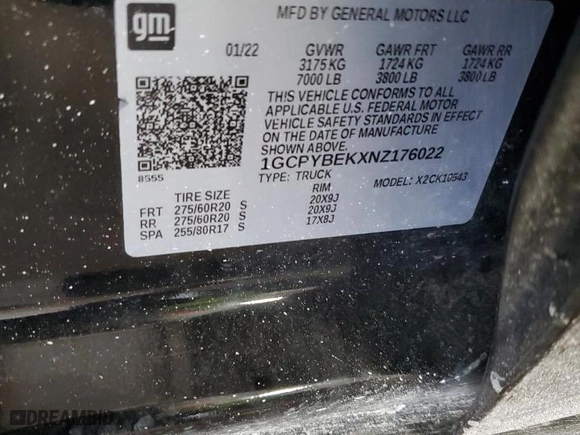 gm
MFD BY GENERAL MOTORS LLC
01/22 GVWR GAWR FRT GAWR RR
3175 KG 1724 KG 1724 KG
7000 LB 3800 LB 3800 LB
THIS VEHICLE CONFORMS TO ALL
APPLICABLE U.S. FEDERAL MOTOR
VEHICLE SAFETY STANDARDS IN EFFECT
ON THE DATE OF MANUFACTURE
SHOWN ABOVE.
1GCPYBEKXNZ176022
8555 TYPE: TRUCK MODEL: X2CK10543
TIRE SIZE RIM
FRT 275/60R20 S 20X9J
RR 275/60R20 S 20X9J
SPA 255/80R17 S 17X8J
DREAMBID